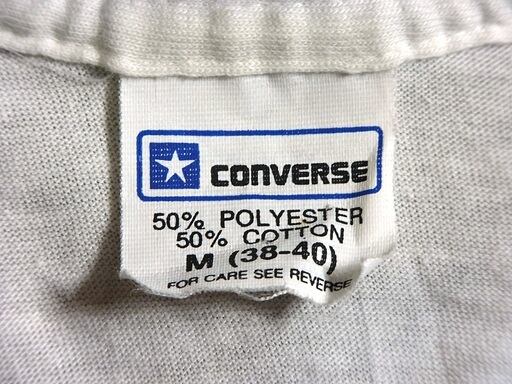 CONVERSE
50% POLYESTER
50% COTTON
M (38-40)
FOR CARE SEE REVERSE